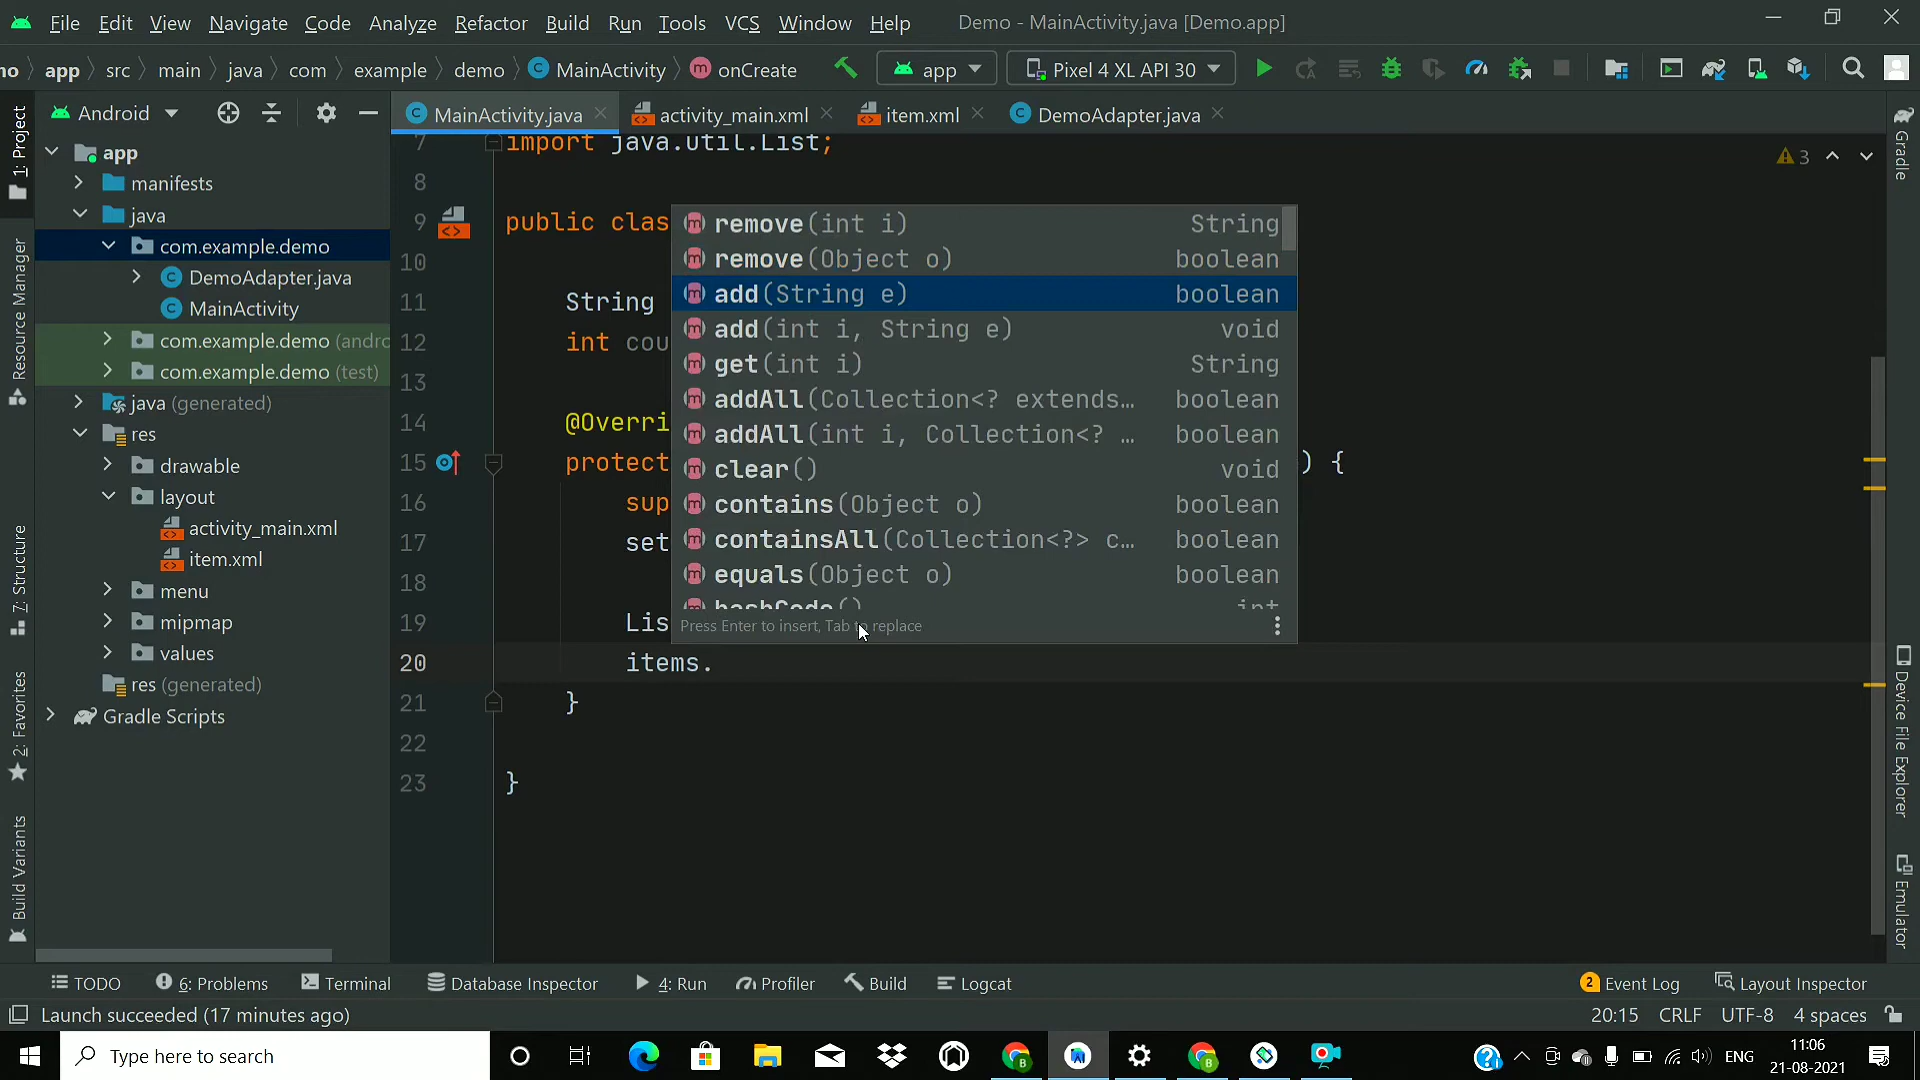 File Edit View Navigate Code Analyze Refactor Build Run Tools VCS Window Help Demo - MainActivity.java [Demo.app]
app src main java com example demo MainActivity onCreate app Pixel 4 XL API 30
Android
MainActivity.java activity_main.xml item.xml DemoAdapter.java
1: Project
Resource Manager
7: Structure
2: Favorites
Build Variants
app
manifests
java
com.example.demo
DemoAdapter.java
MainActivity
com.example.demo (andro
com.example.demo (test)
java (generated)
res
drawable
layout
activity_main.xml
item.xml
menu
mipmap
values
res (generated)
Gradle Scripts
7 import java.util.List;
3
8
9 public clas
10
11 String
12 int cou
13
14 @Overri
15 protect ) {
16 sup
17 set
18
19 Lis
20 items.
21 }
22
23 }
remove(int i) String
remove(Object o) boolean
add(String e) boolean
add(int i, String e) void
get(int i) String
addAll(Collection<? extends… boolean
addAll(int i, Collection<? … boolean
clear() void
contains(Object o) boolean
containsAll(Collection<?> c… boolean
equals(Object o) boolean
hashCode() int
Press Enter to insert, Tab to replace
Gradle
Device File Explorer
Emulator
TODO 6: Problems Terminal Database Inspector 4: Run Profiler Build Logcat 2 Event Log Layout Inspector
Launch succeeded (17 minutes ago) 20:15 CRLF UTF-8 4 spaces
Type here to search ENG 11:06
21-08-2021